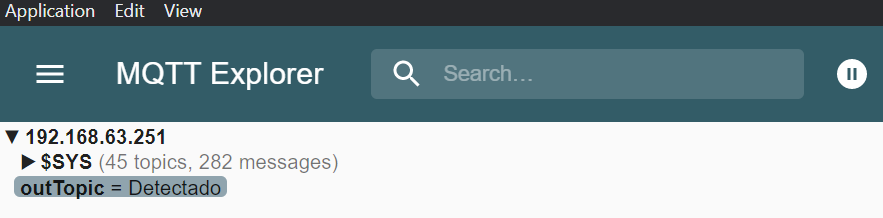 Application Edit View
MQTT Explorer Search...
192.168.63.251
$SYS (45 topics, 282 messages)
outTopic = Detectado